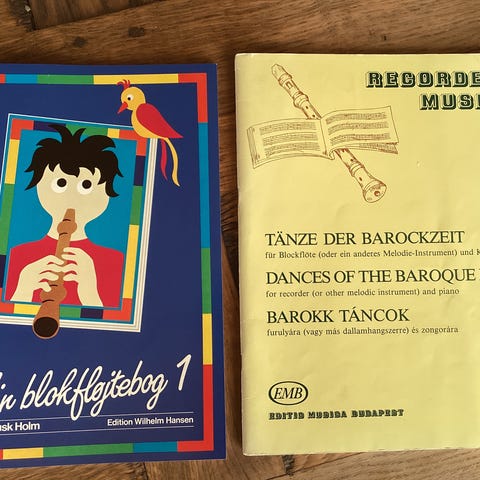 blokfløjtebog 1
Holm
Edition Wilhelm Hansen
MUS
TÄNZE DER BAROCKZEIT
für Blockflöte (oder ein anderes Melodie-Instrument) und K
DANCES OF THE BAROQUE
for recorder (or other melodic instrument) and piano
BAROKK TÁNCOK
furulyára (vagy más dallamhangszerre) és zongorára
EMB
EDITIO MUSICA BUDAPEST